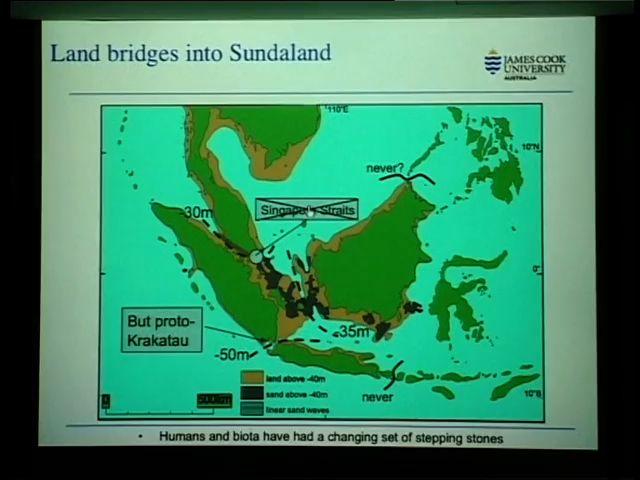 Land bridges into Sundaland
JAMES COOK
UNIVERSITY
AUSTRALIA
110°E
10°N
never?
Singapore Straits
-30m
0°
But proto-
Krakatau
-35m
-50m
land above -40m
sand above -40m
linear sand waves
0
500km
never
10°S
• Humans and biota have had a changing set of stepping stones